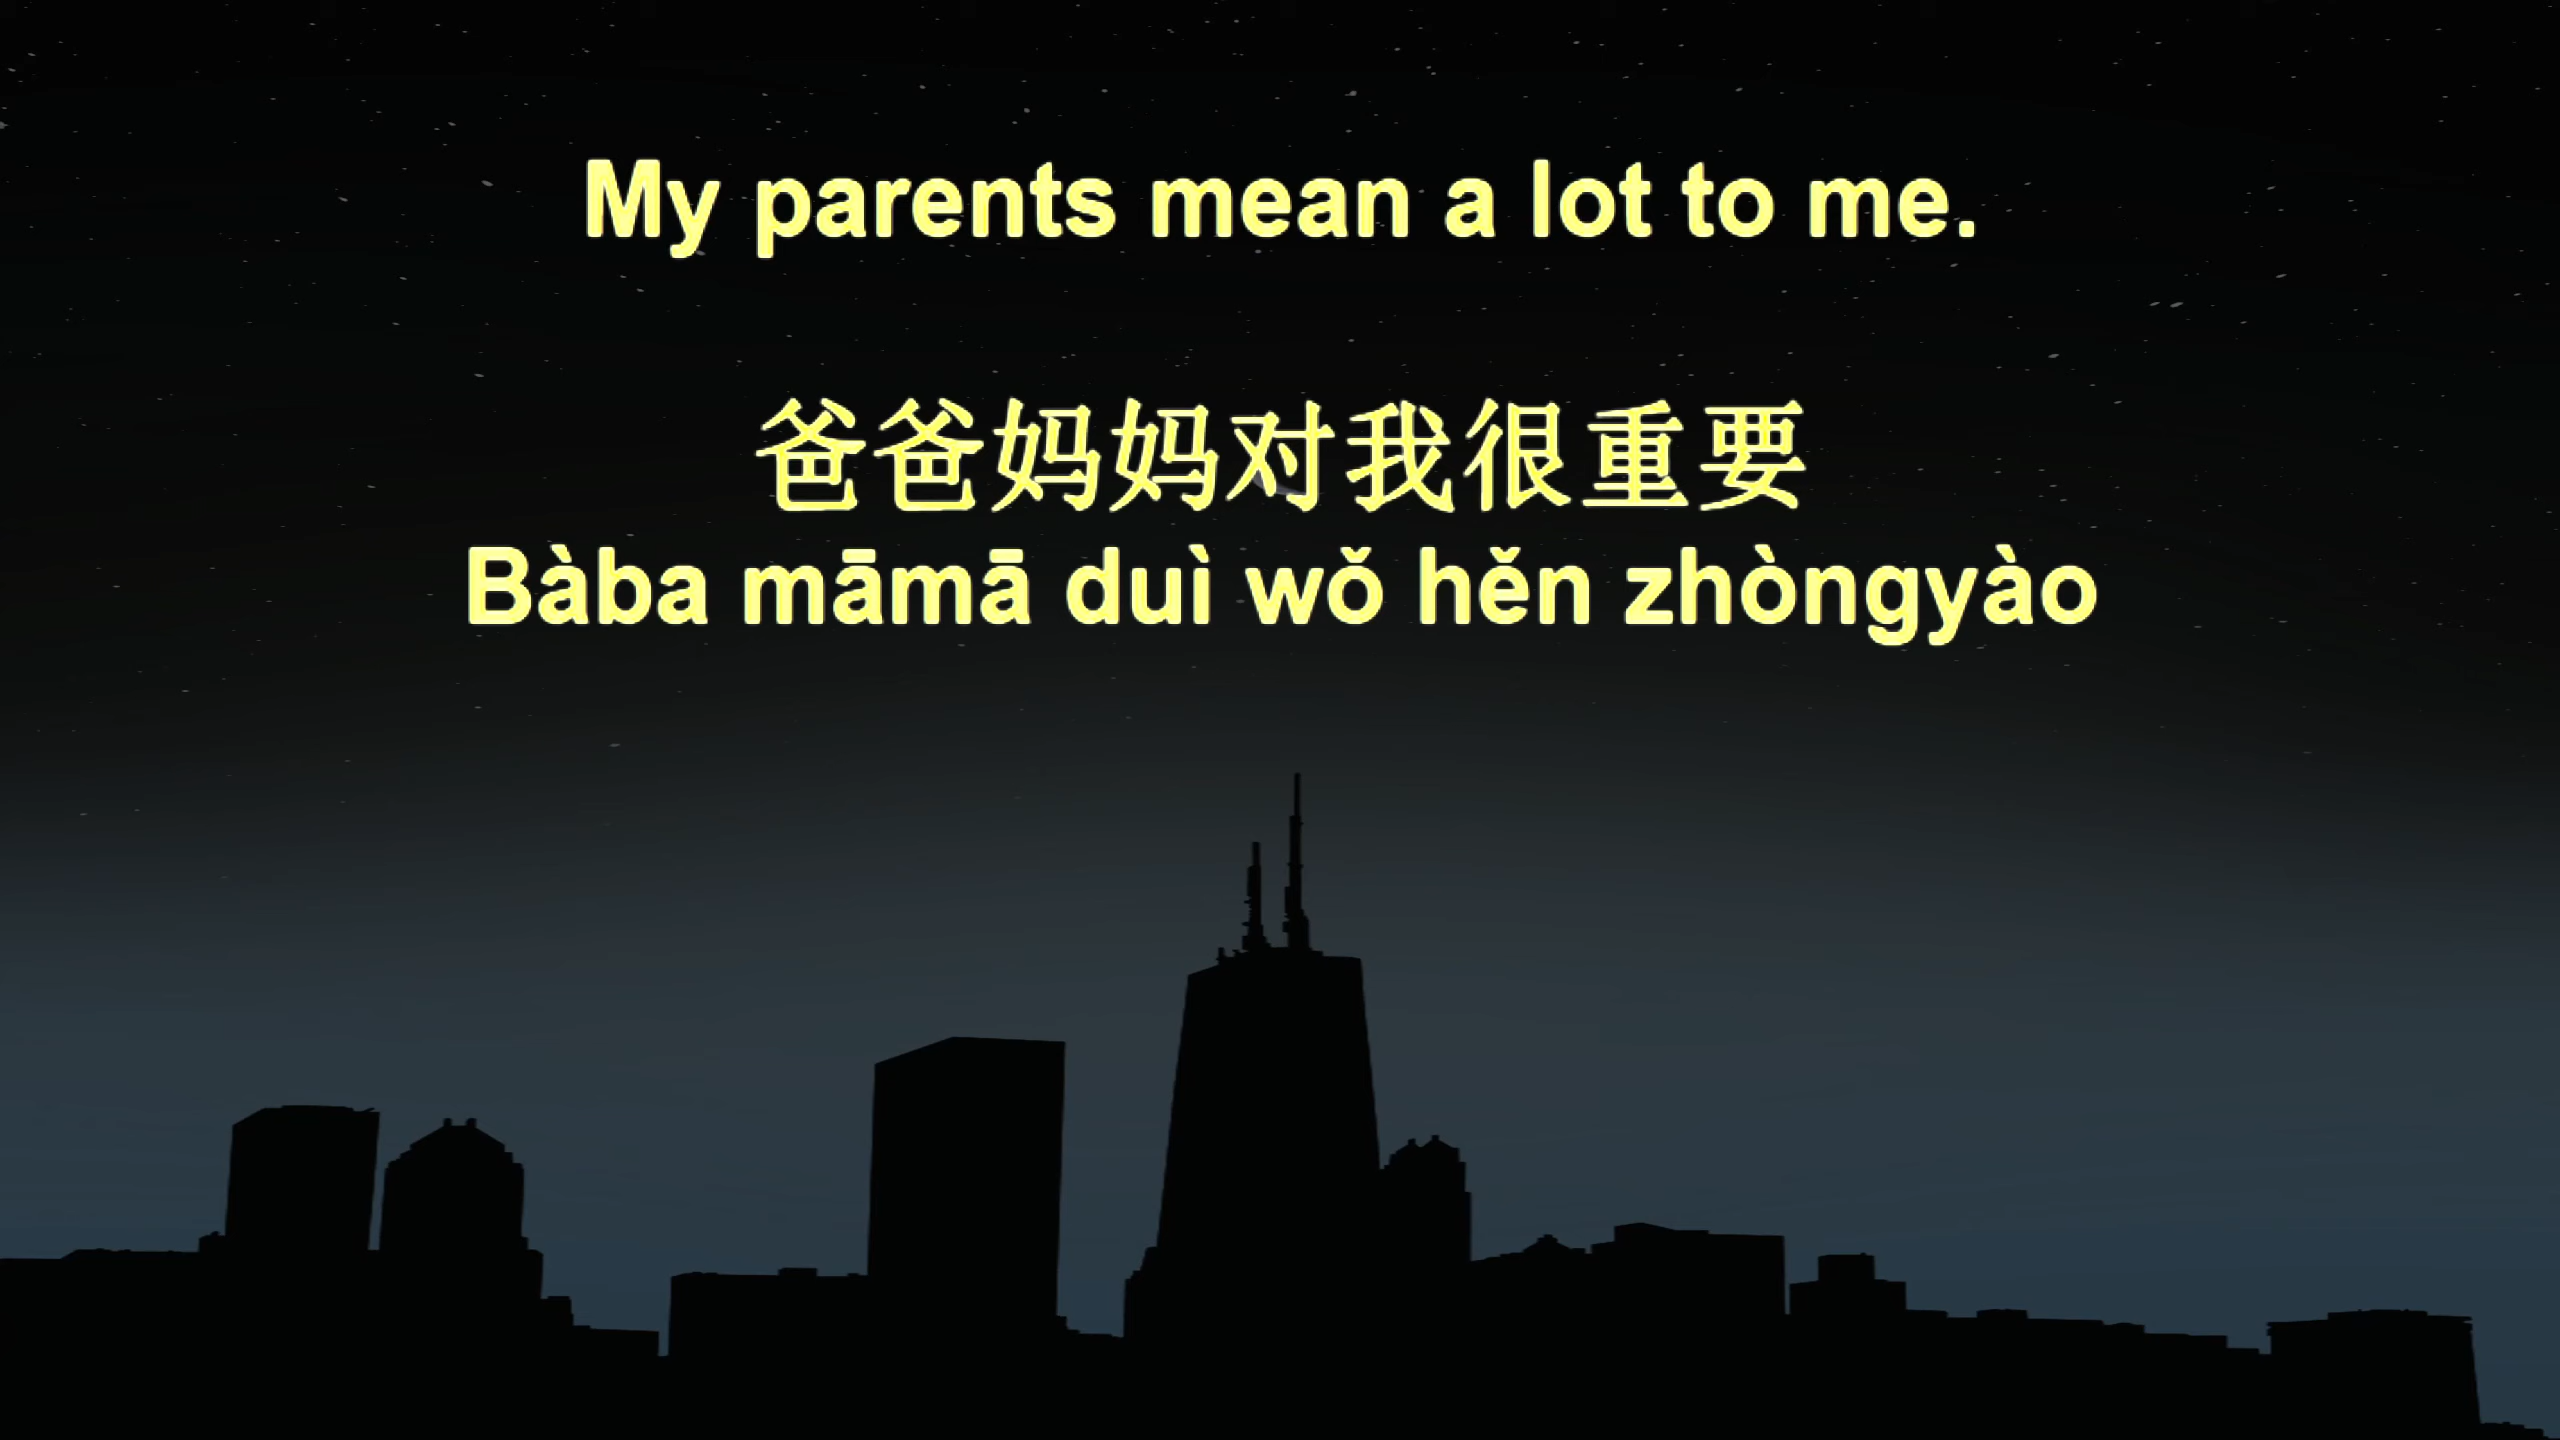 My parents mean a lot to me.
爸爸妈妈对我很重要
Bàba māmā duì wǒ hěn zhòngyào